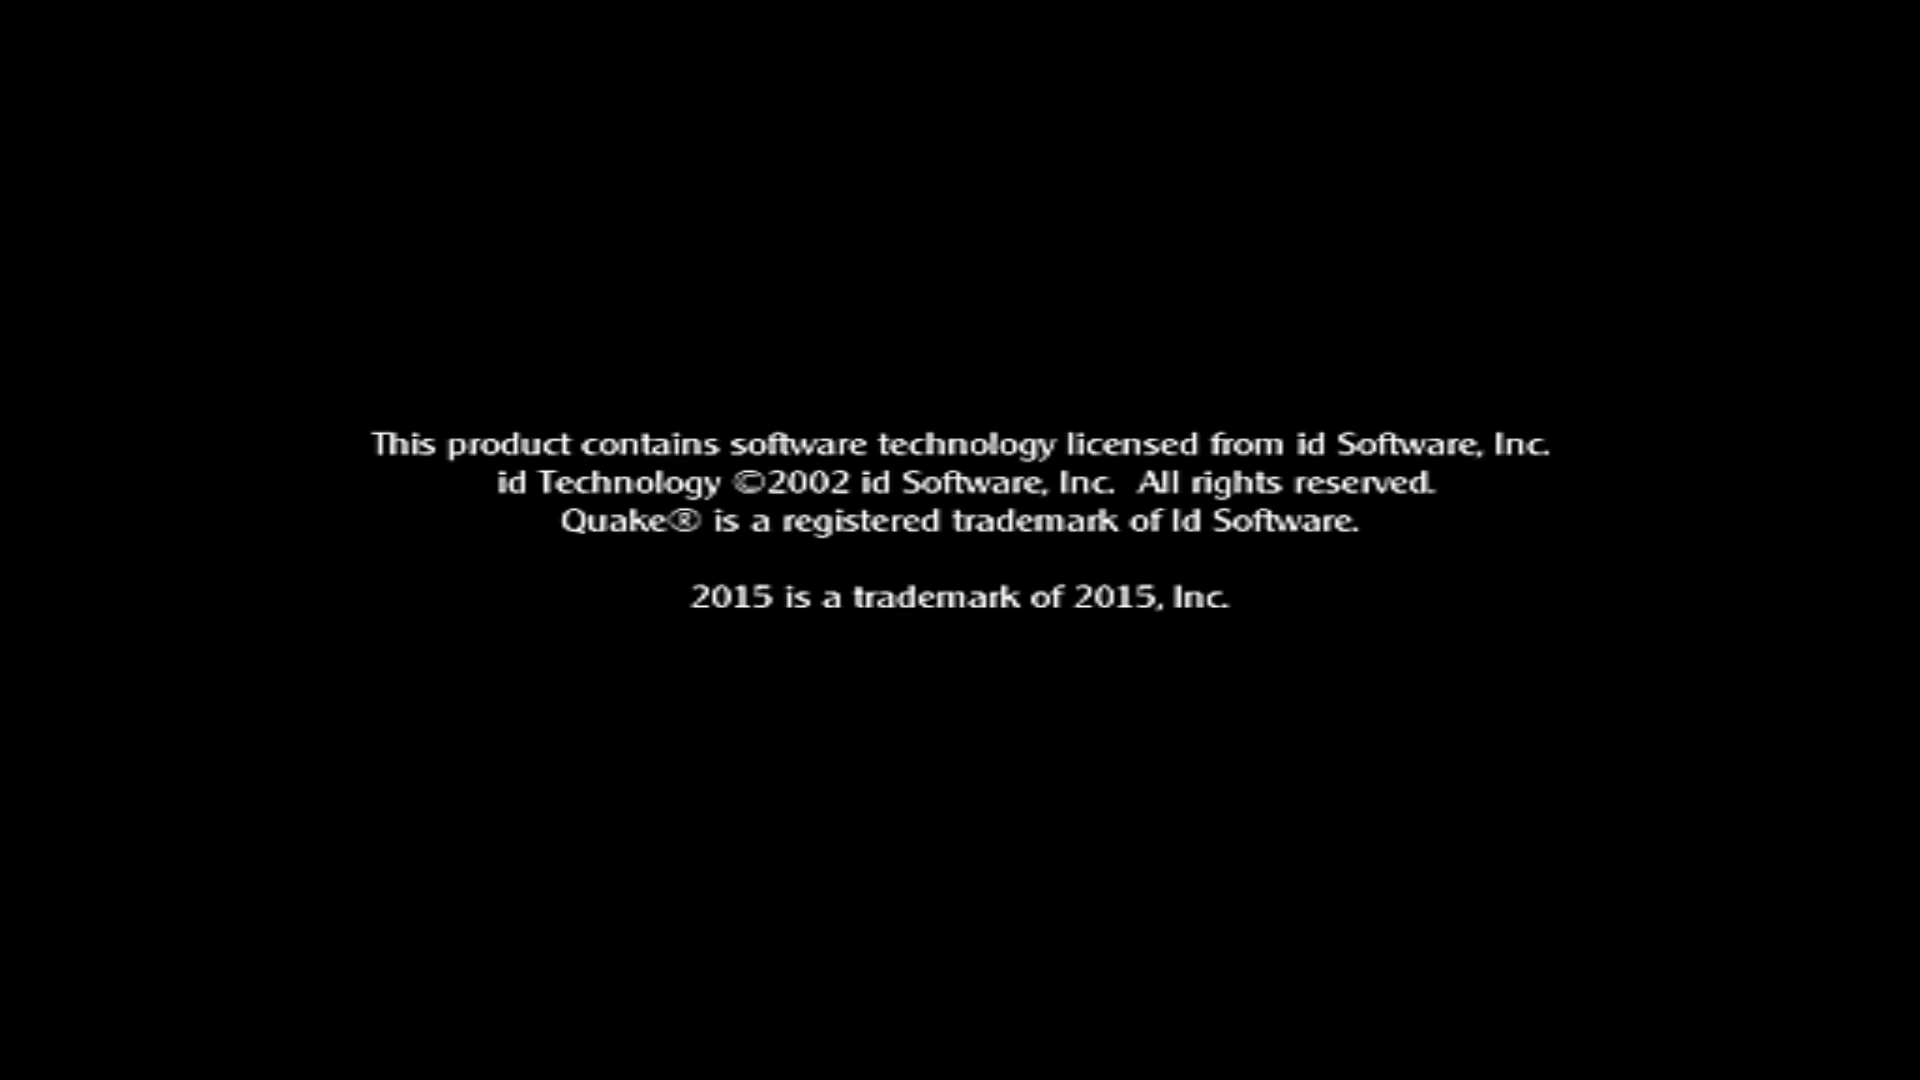 This product contains software technology licensed from id Software, Inc.
id Technology ©2002 id Software, Inc.  All rights reserved.
Quake® is a registered trademark of Id Software.
2015 is a trademark of 2015, Inc.